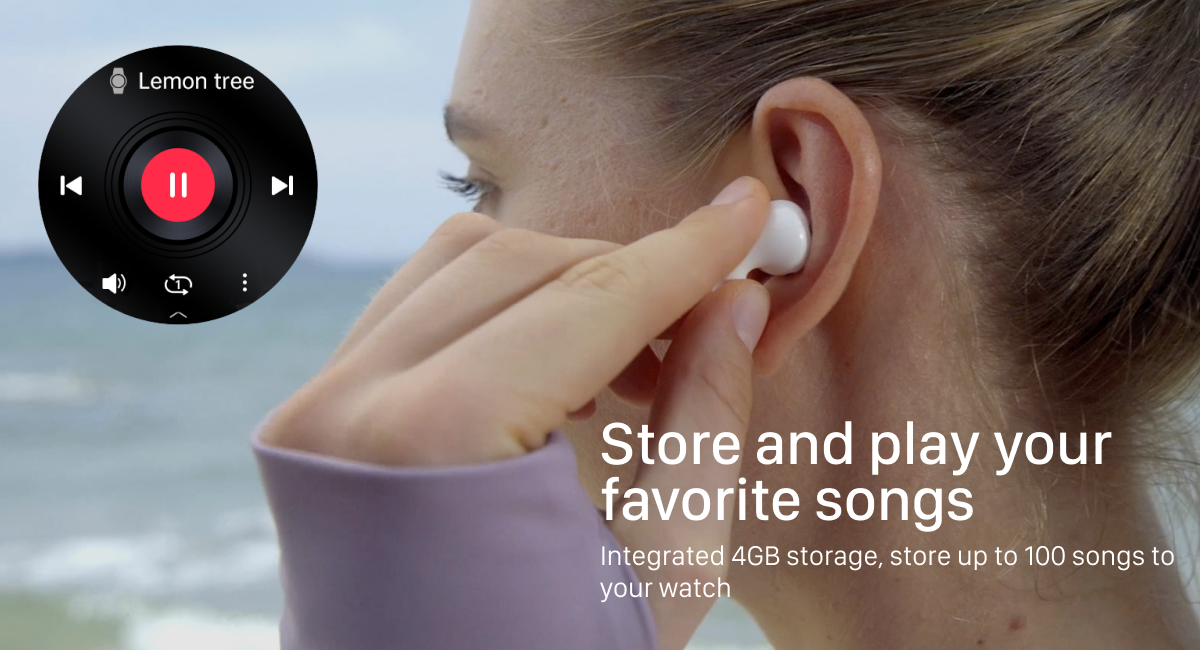 Lemon tree
1
Store and play your
favorite songs
Integrated 4GB storage, store up to 100 songs to
your watch